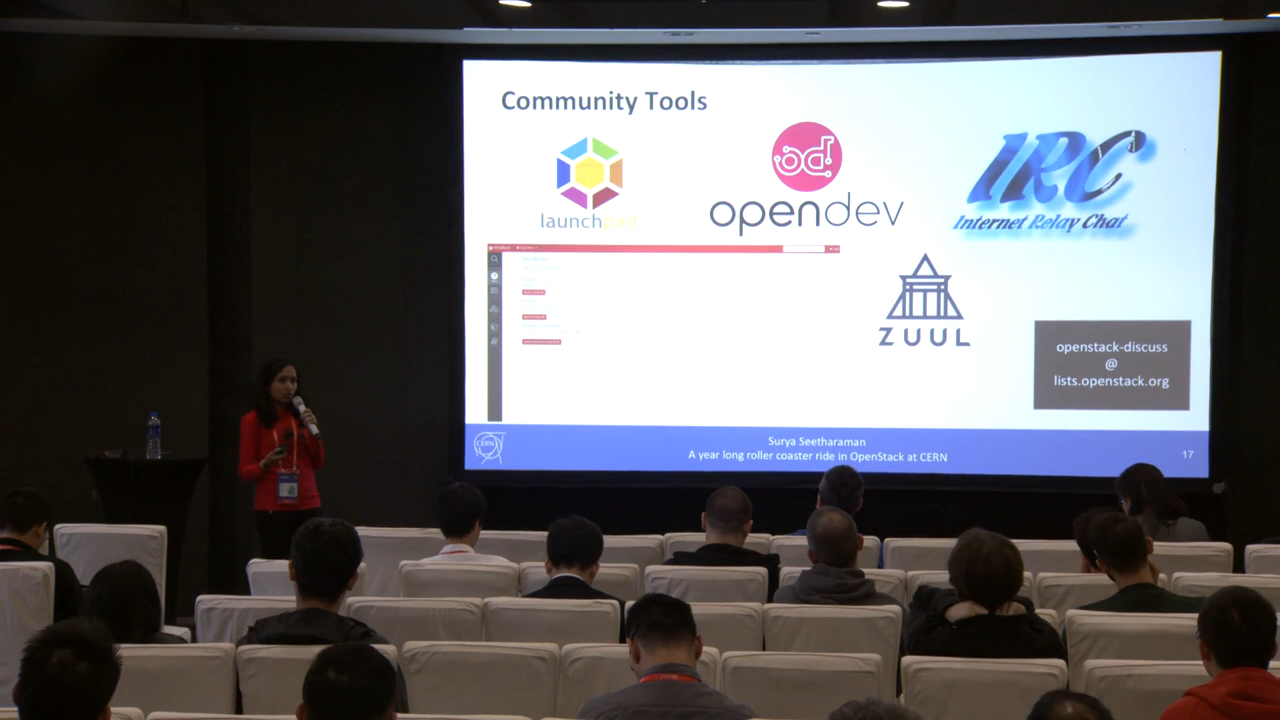 Community Tools
launchpad
opendev
IRC
Internet Relay Chat
ZUUL
openstack-discuss
@
lists.openstack.org
CERN
Surya Seetharaman
A year long roller coaster ride in OpenStack at CERN
17